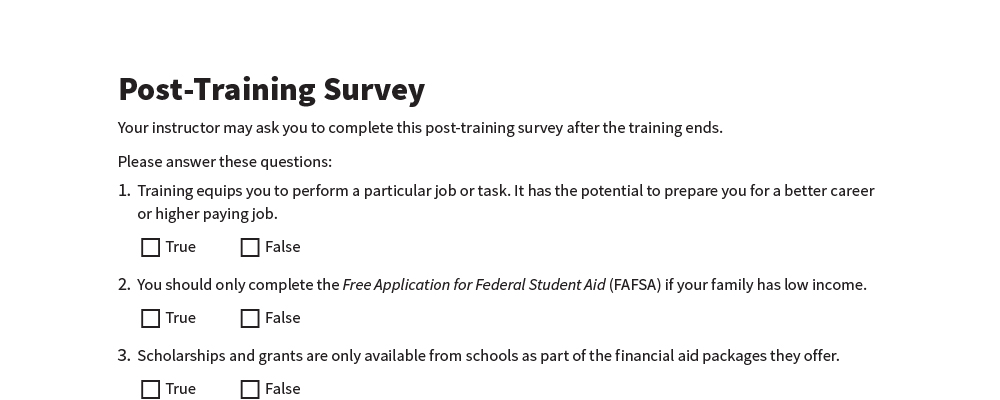 Post-Training Survey
Your instructor may ask you to complete this post-training survey after the training ends.
Please answer these questions:
1. Training equips you to perform a particular job or task. It has the potential to prepare you for a better career
or higher paying job.
True False
2. You should only complete the Free Application for Federal Student Aid (FAFSA) if your family has low income.
True False
3. Scholarships and grants are only available from schools as part of the financial aid packages they offer.
True False